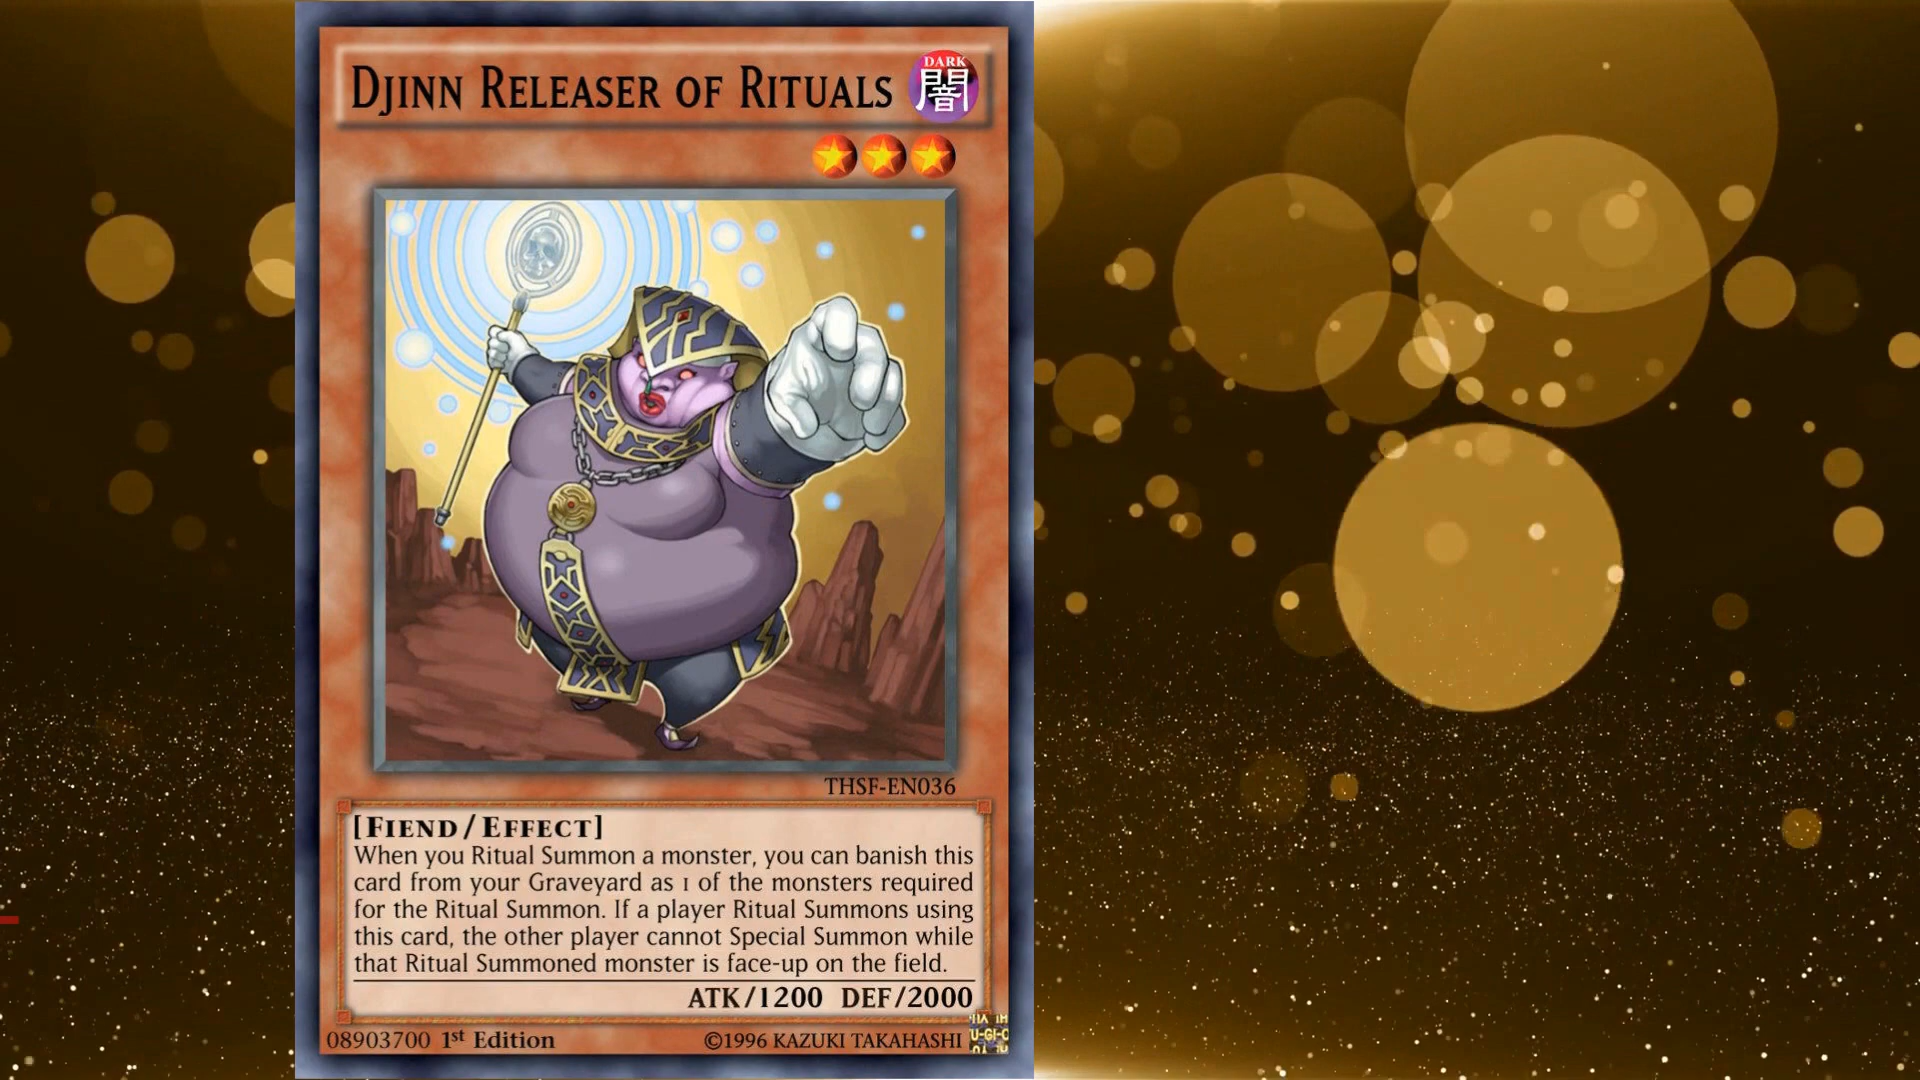 Djinn Releaser of Rituals
DARK
闇
THSF-EN036
[Fiend/Effect]
When you Ritual Summon a monster, you can banish this
card from your Graveyard as 1 of the monsters required
for the Ritual Summon. If a player Ritual Summons using
this card, the other player cannot Special Summon while
that Ritual Summoned monster is face-up on the field.
ATK/1200 DEF/2000
08903700 1st Edition
©1996 KAZUKI TAKAHASHI